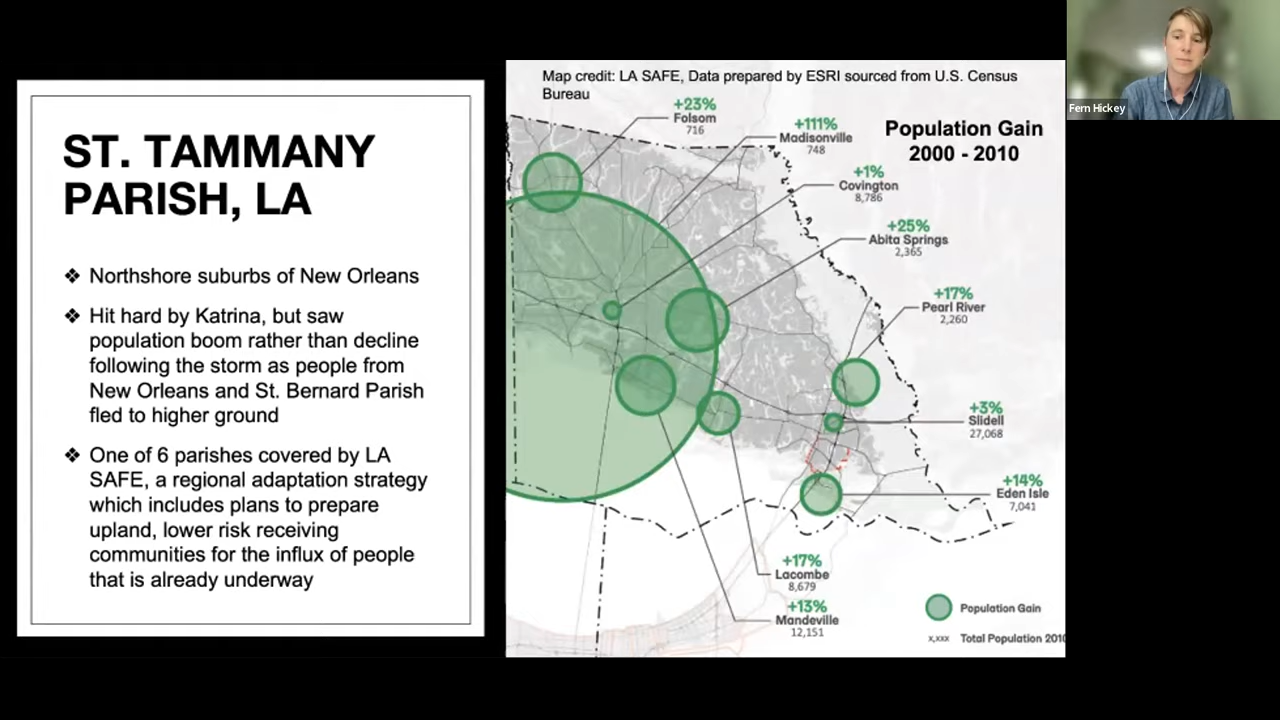 ST. TAMMANY
PARISH, LA
❖ Northshore suburbs of New Orleans
❖ Hit hard by Katrina, but saw
population boom rather than decline
following the storm as people from
New Orleans and St. Bernard Parish
fled to higher ground
❖ One of 6 parishes covered by LA
SAFE, a regional adaptation strategy
which includes plans to prepare
upland, lower risk receiving
communities for the influx of people
that is already underway
Map credit: LA SAFE, Data prepared by ESRI sourced from U.S. Census
Bureau
Population Gain
2000 - 2010
+23%
Folsom
716
+111%
Madisonville
748
+1%
Covington
8,786
+25%
Abita Springs
2,365
+17%
Pearl River
2,260
+3%
Slidell
27,068
+14%
Eden Isle
7,041
+17%
Lacombe
8,679
+13%
Mandeville
12,151
Population Gain
x,xxx Total Population 2010
Fern Hickey